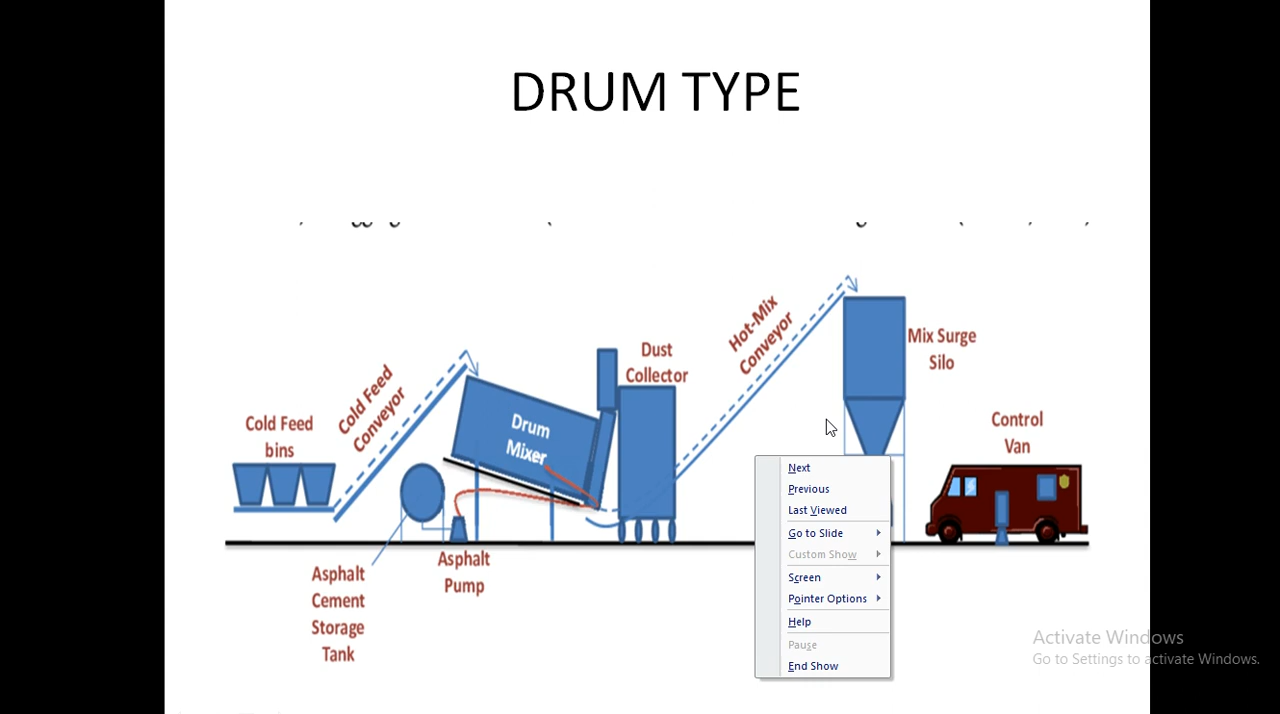 DRUM TYPE
Hot-Mix
Conveyor
Dust
Collector
Mix Surge
Silo
Cold Feed
Conveyor
Cold Feed
bins
Drum
Mixer
Control
Van
Asphalt
Pump
Asphalt
Cement
Storage
Tank
Next
Previous
Last Viewed
Go to Slide
Custom Show
Screen
Pointer Options
Help
Pause
End Show
Activate Windows
Go to Settings to activate Windows.